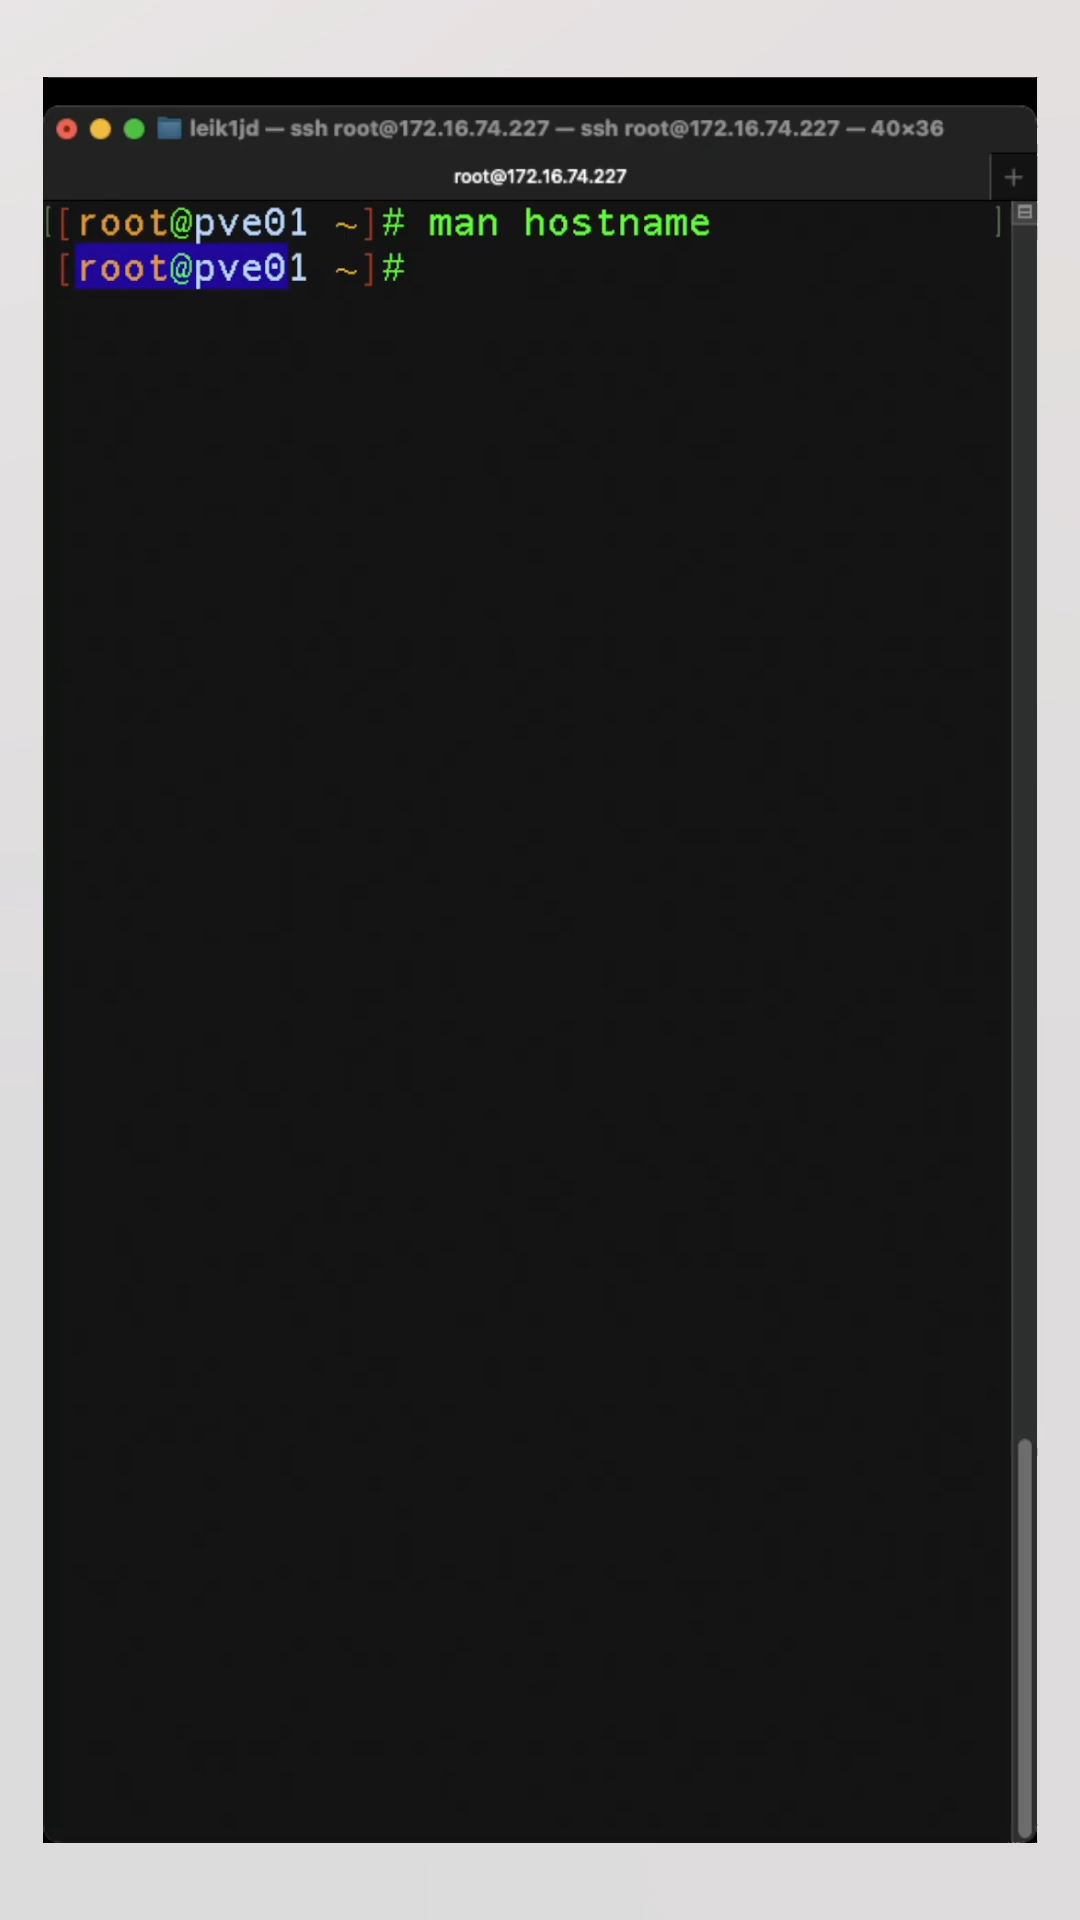 leik1jd — ssh root@172.16.74.227 — ssh root@172.16.74.227 — 40×36
root@172.16.74.227 +
[[root@pve01 ~]# man hostname ]
[root@pve01 ~]#